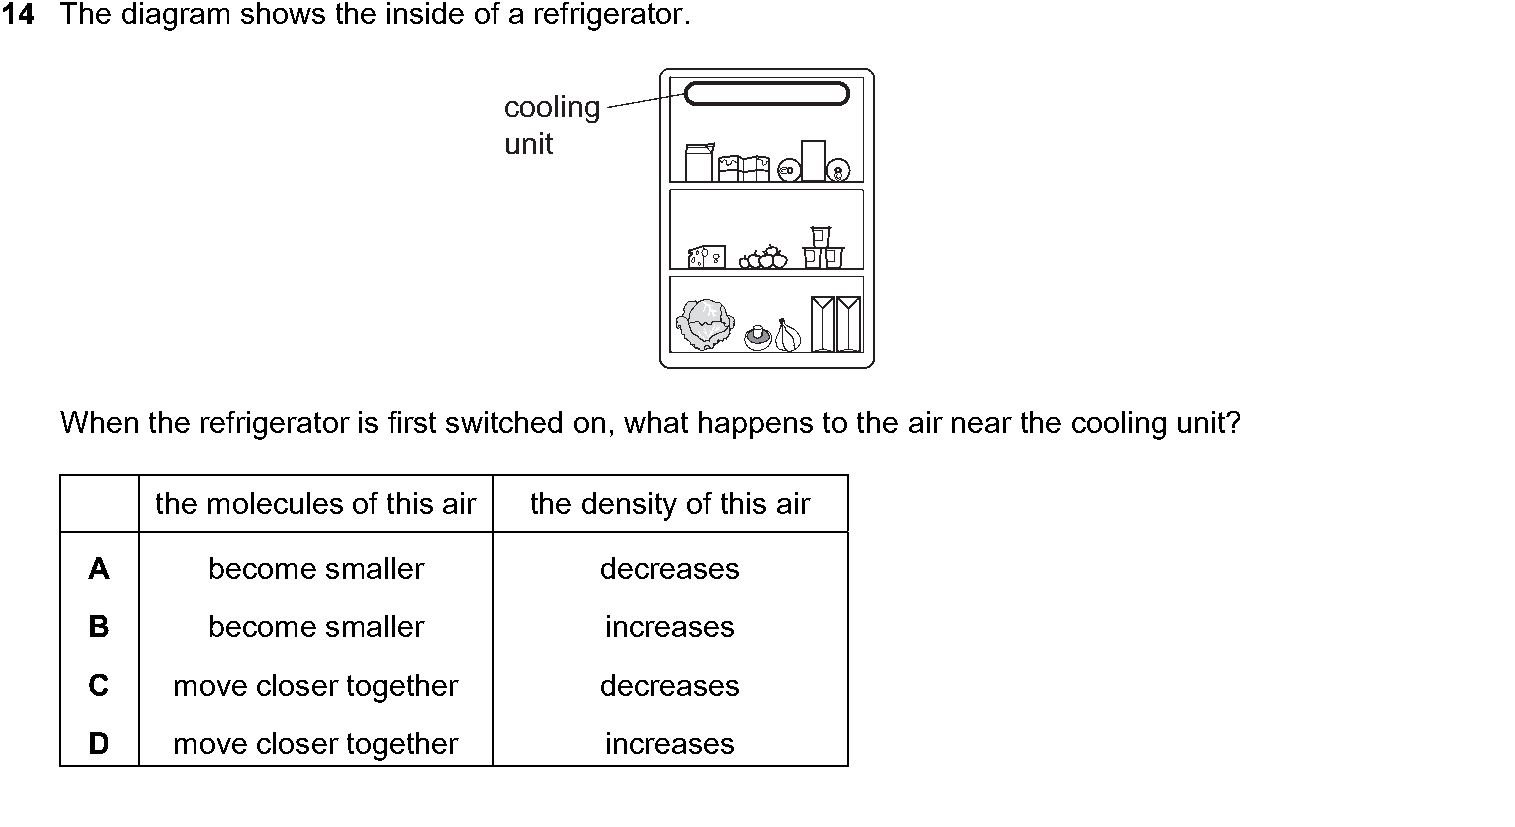 14 The diagram shows the inside of a refrigerator.
cooling
unit
When the refrigerator is first switched on, what happens to the air near the cooling unit?
the molecules of this air the density of this air
A become smaller decreases
B become smaller increases
C move closer together decreases
D move closer together increases